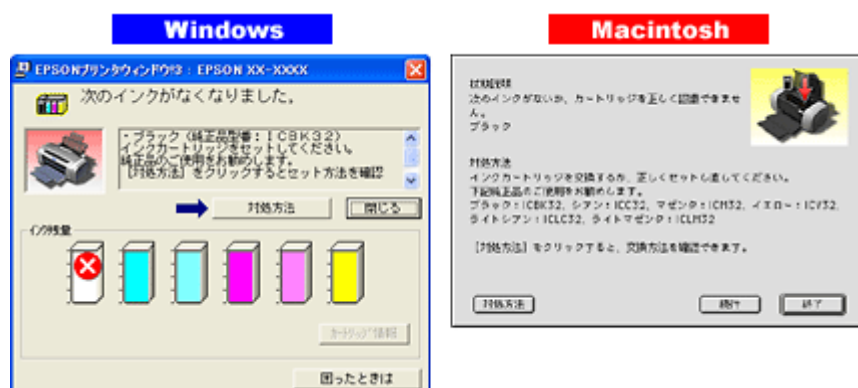 Windows
EPSONプリンタウィンドウ!3 : EPSON XX-XXXX
次のインクがなくなりました。
・ブラック（純正品型番：ICBK32）
インクカートリッジをセットしてください。
純正品のご使用をお勧めします。
[対処方法] をクリックするとセット方法を確認
対処方法
閉じる
インク残量
カートリッジ情報
困ったときは
Macintosh
次のインクがないか、カートリッジを正しく認識できませ
ん。
ブラック
対処方法
インクカートリッジを交換するか、正しくセットし直してください。
下記純正品のご使用をお勧めします。
ブラック：ICBK32, シアン：ICC32, マゼンタ：ICM32, イエロー：ICY32,
ライトシアン：ICLC32, ライトマゼンタ：ICLM32
[対処方法] をクリックすると、交換方法を確認できます。
対処方法
続行
終了